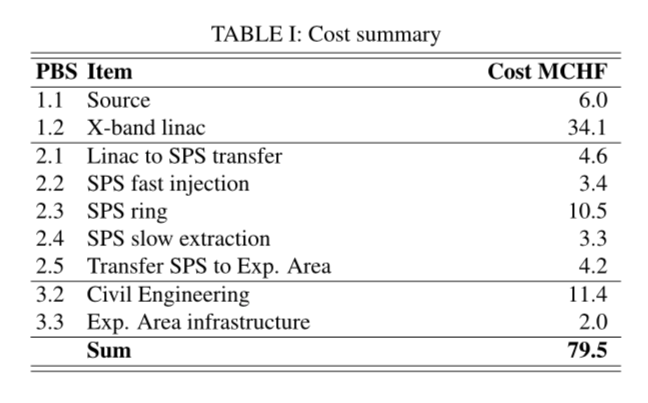 TABLE I: Cost summary
PBS Item Cost MCHF
1.1 Source 6.0
1.2 X-band linac 34.1
2.1 Linac to SPS transfer 4.6
2.2 SPS fast injection 3.4
2.3 SPS ring 10.5
2.4 SPS slow extraction 3.3
2.5 Transfer SPS to Exp. Area 4.2
3.2 Civil Engineering 11.4
3.3 Exp. Area infrastructure 2.0
Sum 79.5